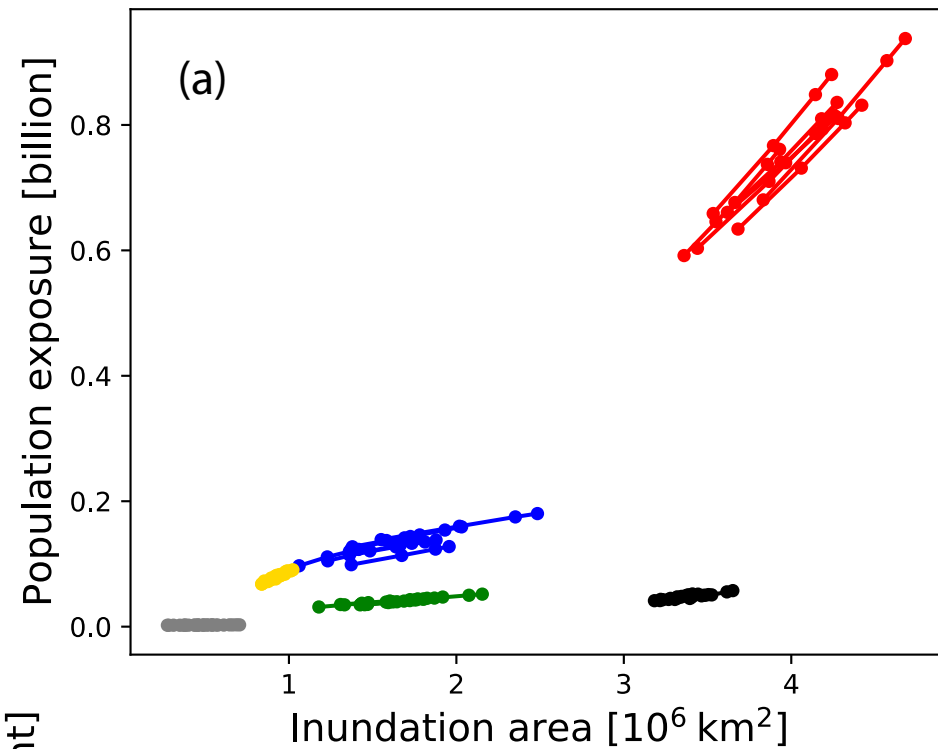 (a)
Population exposure [billion]
0.8
0.6
0.4
0.2
0.0
1 2 3 4
Inundation area [10⁶ km²]
nt]